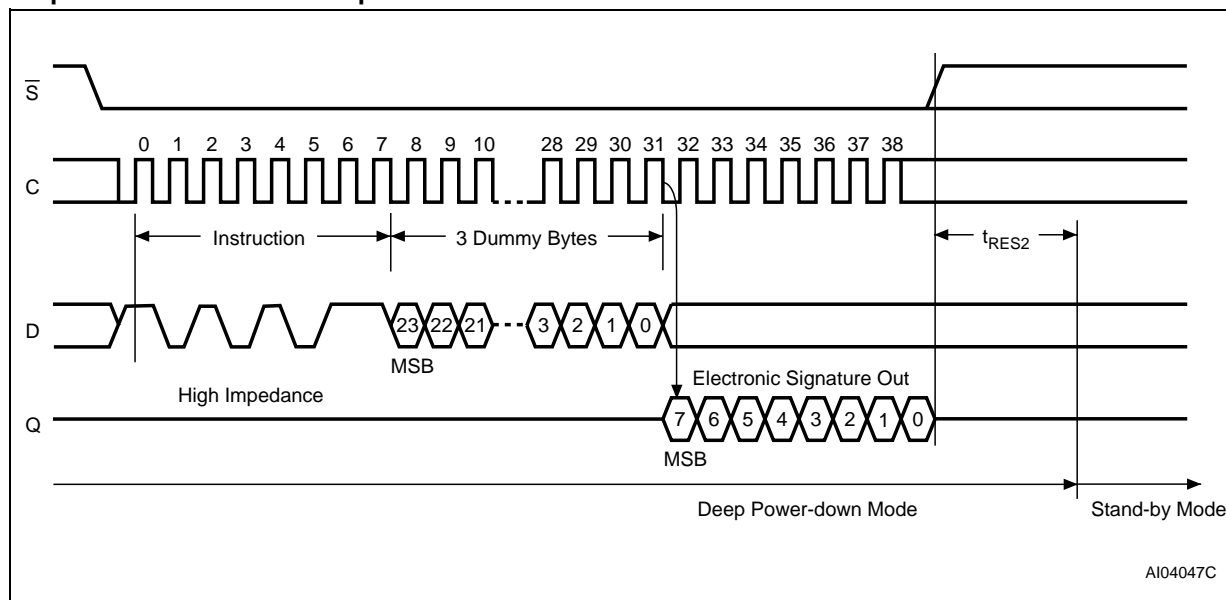 S
0 1 2 3 4 5 6 7 8 9 10 28 29 30 31 32 33 34 35 36 37 38
C
Instruction 3 Dummy Bytes tRES2
D 23 22 21 3 2 1 0
MSB
High Impedance Electronic Signature Out
Q 7 6 5 4 3 2 1 0
MSB
Deep Power-down Mode Stand-by Mode
AI04047C